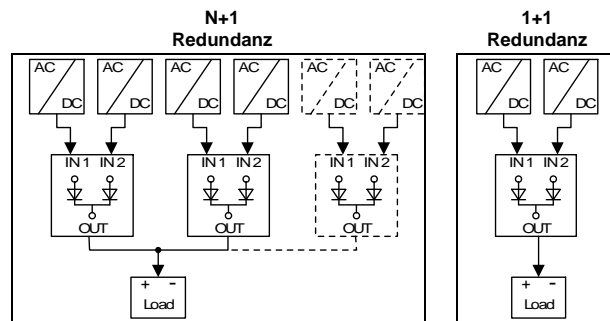 N+1
Redundanz
1+1
Redundanz
AC DC AC DC AC DC AC DC AC DC AC DC
AC DC AC DC
IN 1 IN 2 IN 1 IN 2 IN 1 IN 2
IN 1 IN 2
OUT OUT OUT
OUT
+ -
Load
+ -
Load